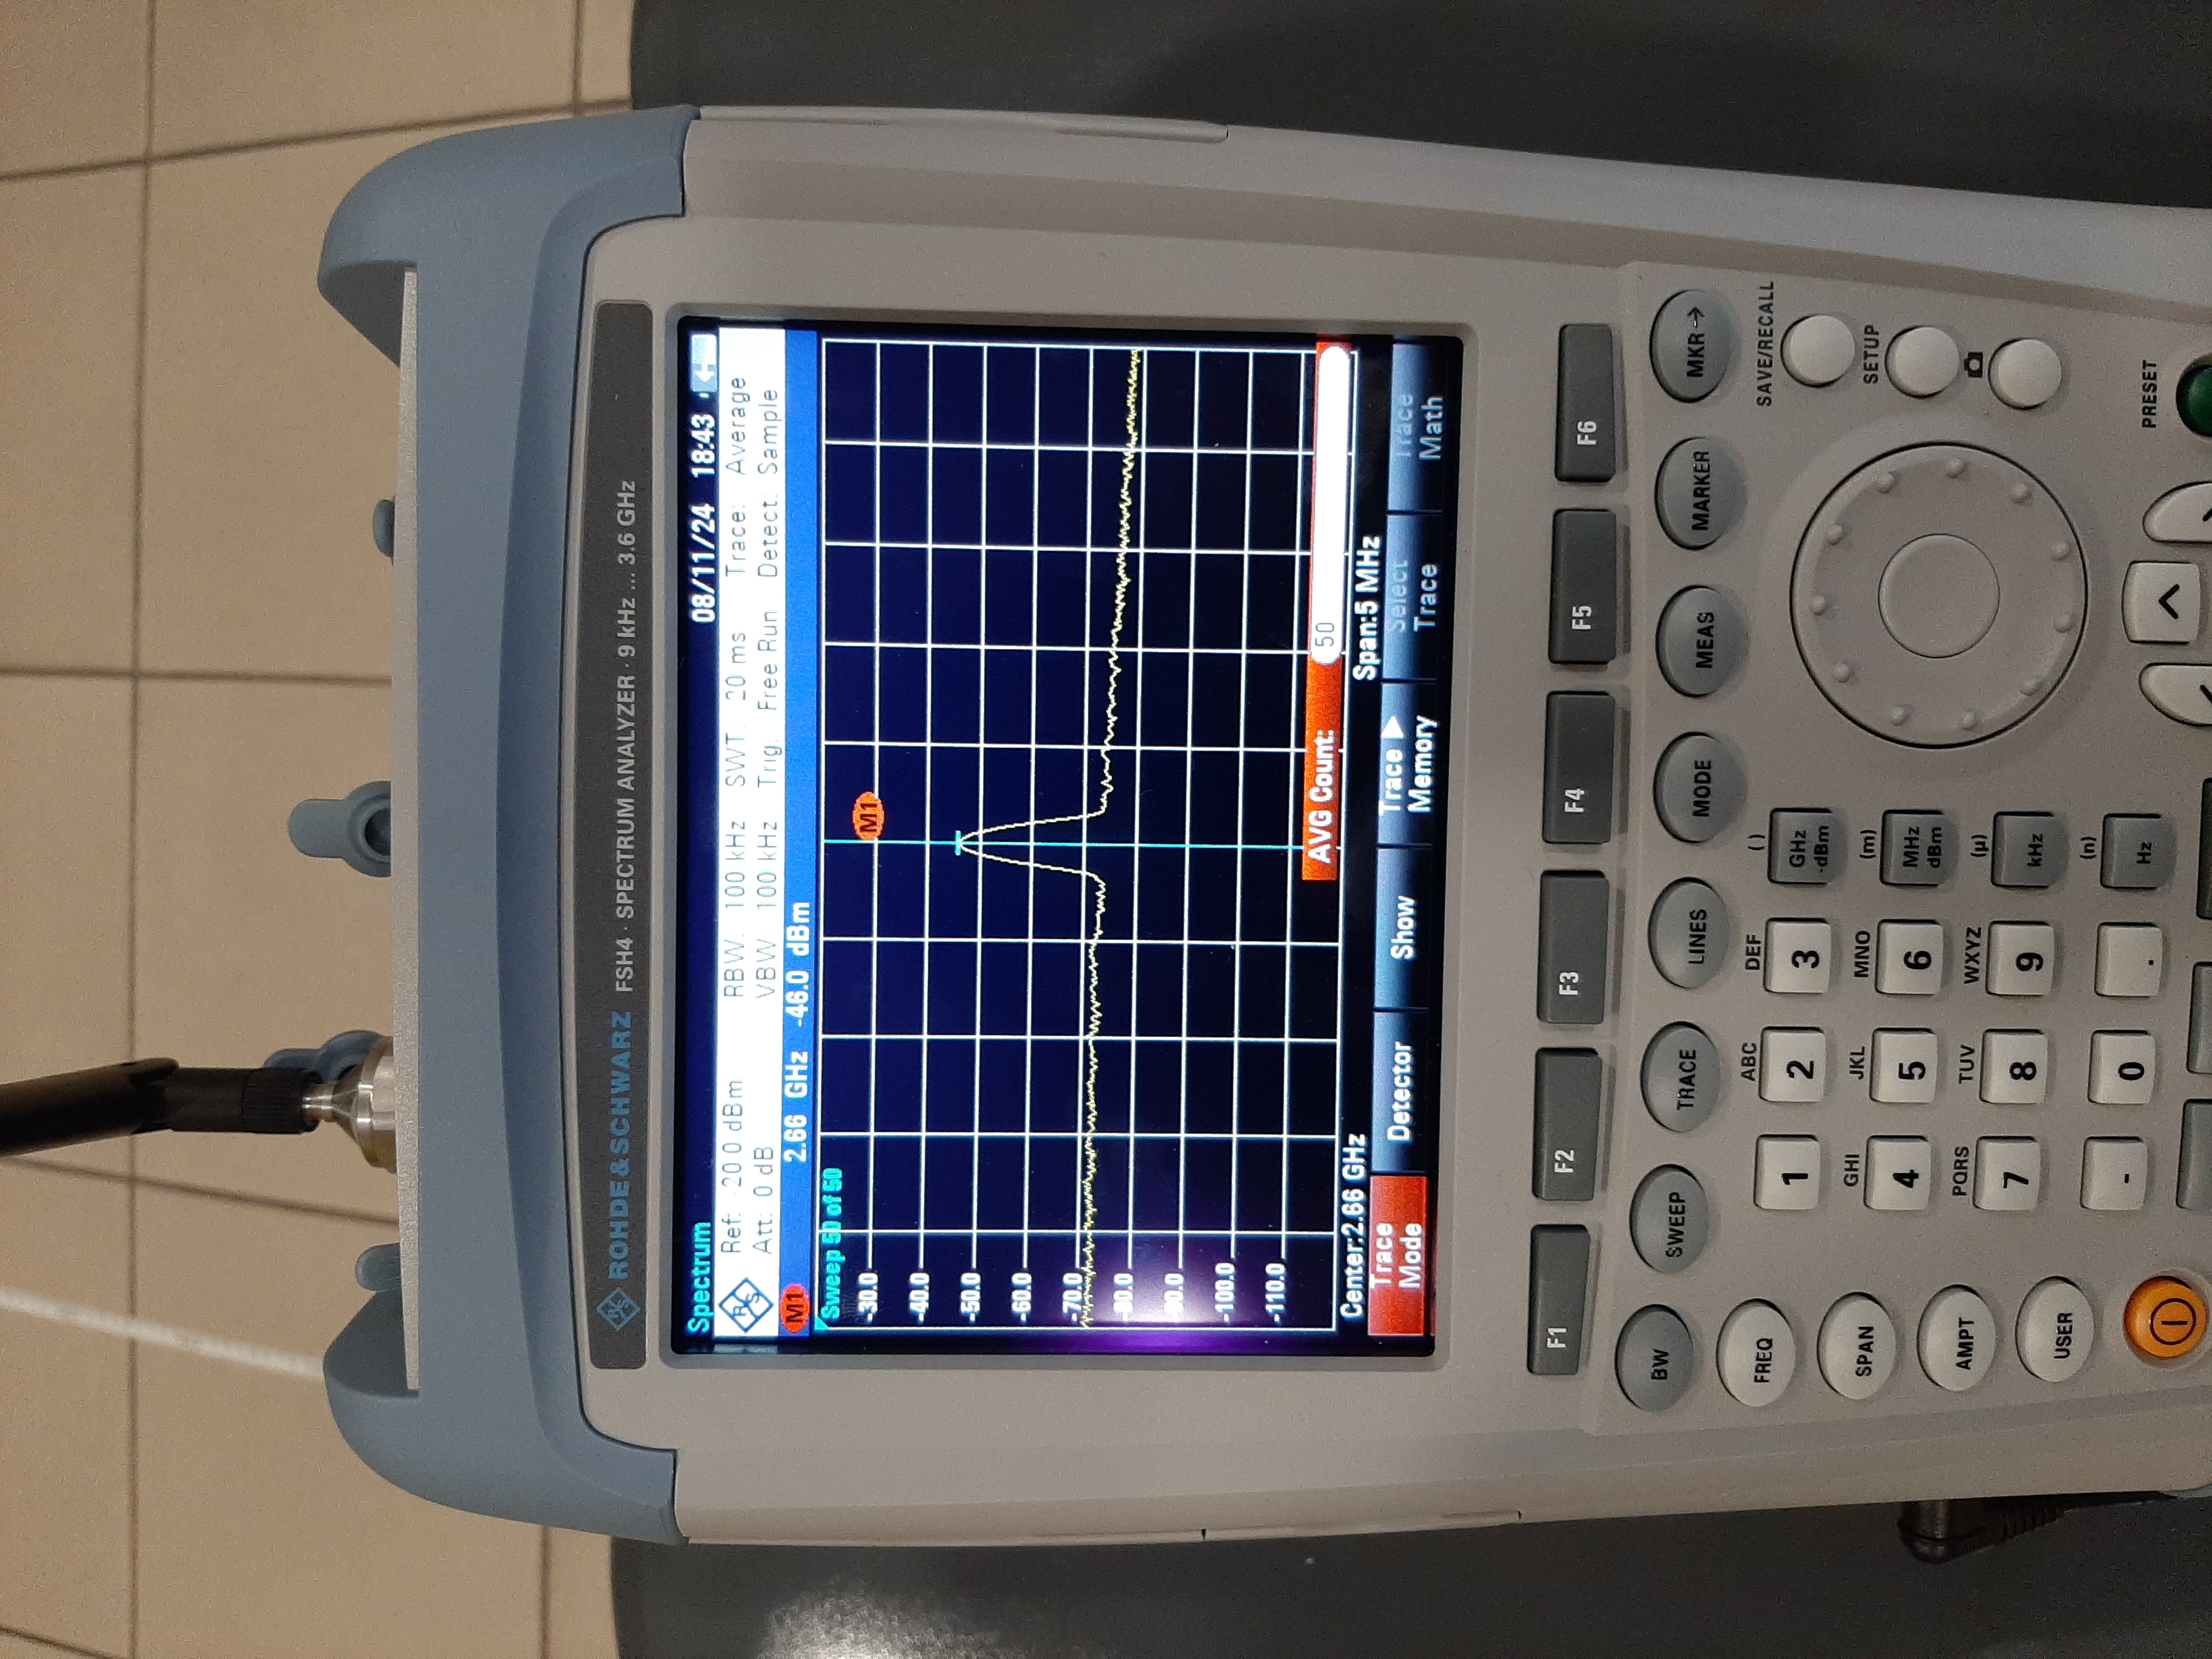 ROHDE & SCHWARZ FSH4 · SPECTRUM ANALYZER · 9 kHz ... 3.6 GHz
Spectrum 08/11/24 18:43
Ref: -20.0 dBm RBW: 100 kHz SWT: 20 ms Trace: Average
Att: 0 dB VBW: 100 kHz Trig: Free Run Detect: Sample
M1 2.66 GHz -46.0 dBm
Sweep 50 of 50
M1
-30.0
-40.0
-50.0
-60.0
-70.0
-80.0
-90.0
-100.0
-110.0
AVG Count: 50
Center:2.66 GHz Span:5 MHz
Trace Mode Detector Show Trace ▶ Memory Select Trace Trace Math
F1 F2 F3 F4 F5 F6
BW SWEEP TRACE LINES MODE MEAS MARKER MKR→
FREQ
SPAN
AMPT
USER
ABC DEF ( )
1 2 3 GHz -dBm
GHI JKL MNO (m)
4 5 6 MHz dBm
PQRS TUV WXYZ (µ)
7 8 9 kHz
(n)
- 0 . Hz
SAVE/RECALL
SETUP
PRESET